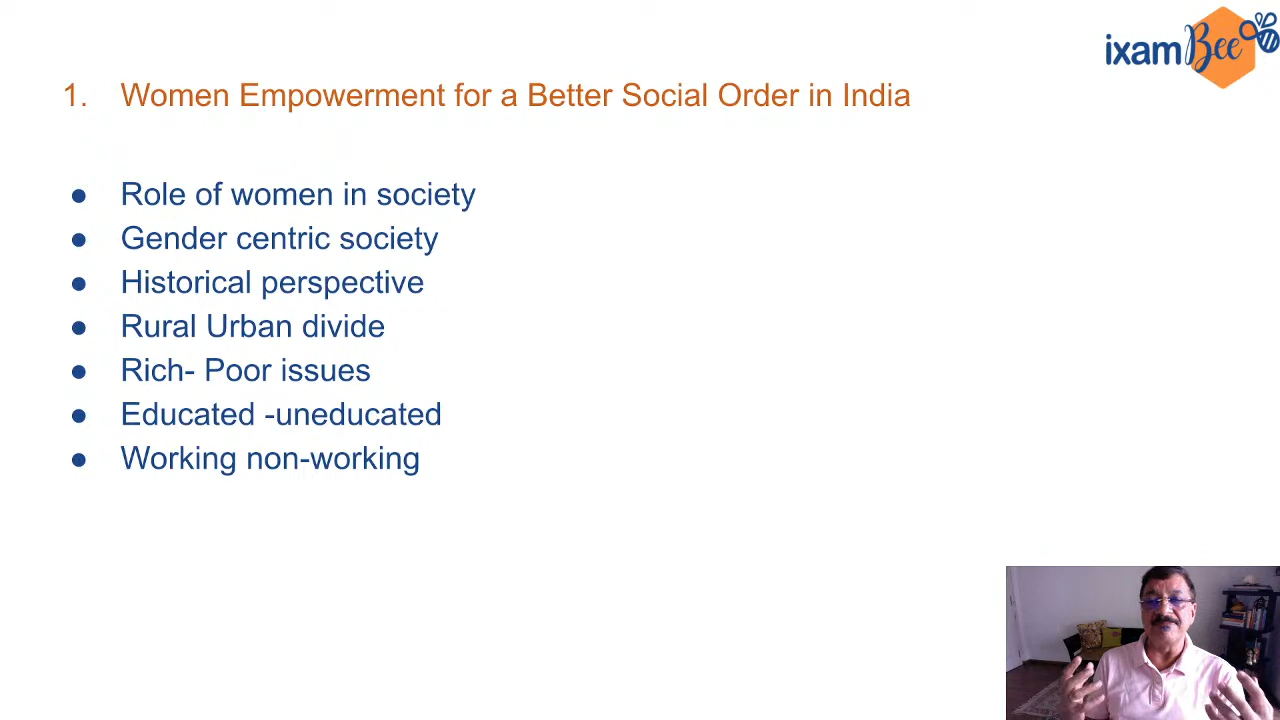 ixamBee
1. Women Empowerment for a Better Social Order in India
● Role of women in society
● Gender centric society
● Historical perspective
● Rural Urban divide
● Rich- Poor issues
● Educated -uneducated
● Working non-working